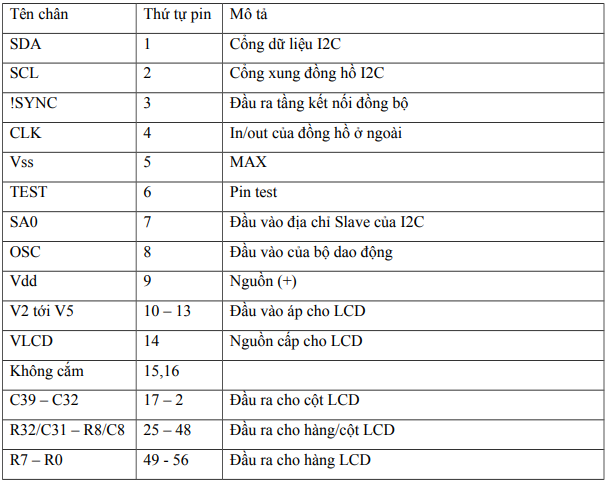 Tên chân Thứ tự pin Mô tả
SDA 1 Cổng dữ liệu I2C
SCL 2 Cổng xung đồng hồ I2C
!SYNC 3 Đầu ra tầng kết nối đồng bộ
CLK 4 In/out của đồng hồ ở ngoài
Vss 5 MAX
TEST 6 Pin test
SA0 7 Đầu vào địa chỉ Slave của I2C
OSC 8 Đầu vào của bộ dao động
Vdd 9 Nguồn (+)
V2 tới V5 10 – 13 Đầu vào áp cho LCD
VLCD 14 Nguồn cấp cho LCD
Không cắm 15,16
C39 – C32 17 – 2 Đầu ra cho cột LCD
R32/C31 – R8/C8 25 – 48 Đầu ra cho hàng/cột LCD
R7 – R0 49 - 56 Đầu ra cho hàng LCD